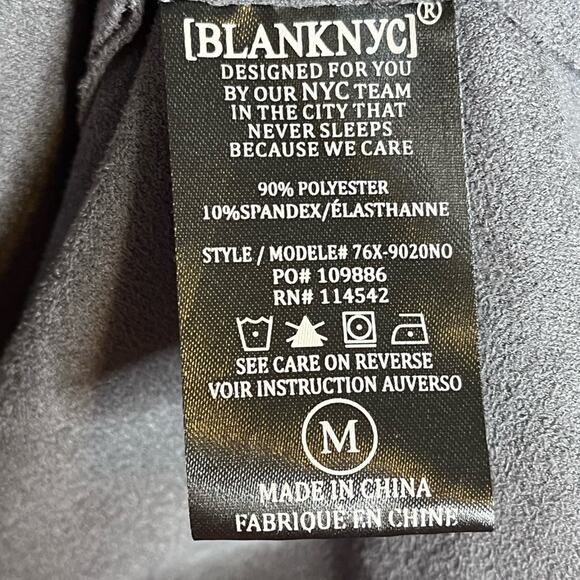 [BLANKNYC]®
DESIGNED FOR YOU
BY OUR NYC TEAM
IN THE CITY THAT
NEVER SLEEPS
BECAUSE WE CARE
90% POLYESTER
10%SPANDEX/ÉLASTHANNE
STYLE / MODELE# 76X-9020NO
PO# 109886
RN# 114542
SEE CARE ON REVERSE
VOIR INSTRUCTION AUVERSO
M
MADE IN CHINA
FABRIQUÉ EN CHINE